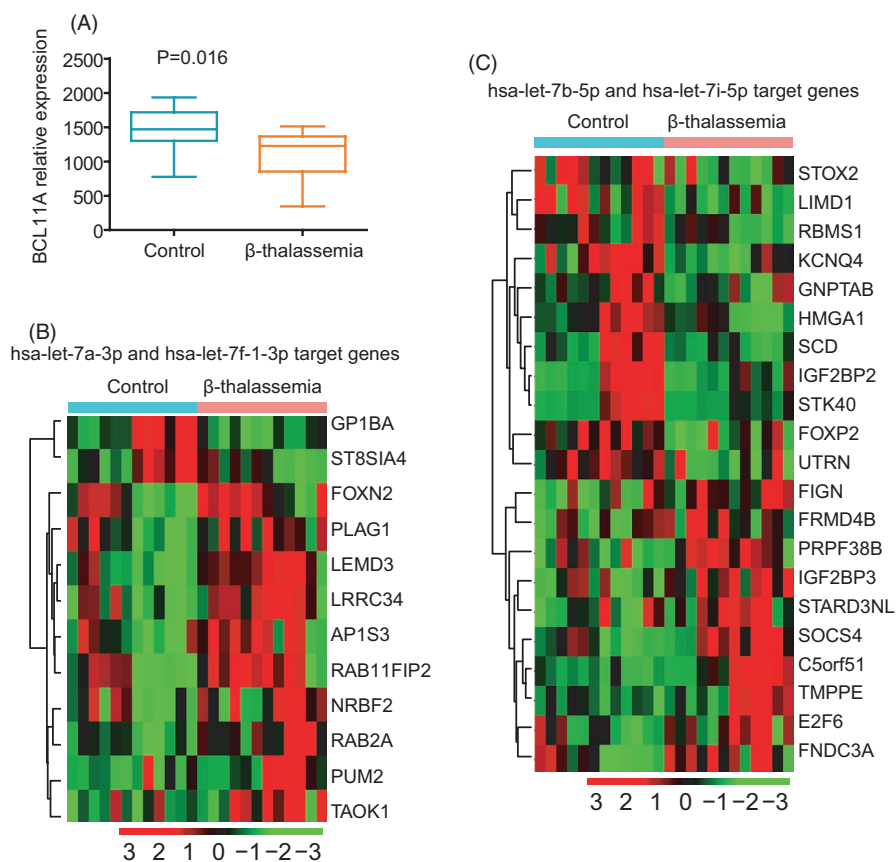 (A)
P=0.016
BCL11A relative expression
2500
2000
1500
1000
500
0
Control
β-thalassemia
(B)
hsa-let-7a-3p and hsa-let-7f-1-3p target genes
Control
β-thalassemia
GP1BA
ST8SIA4
FOXN2
PLAG1
LEMD3
LRRC34
AP1S3
RAB11FIP2
NRBF2
RAB2A
PUM2
TAOK1
3 2 1 0 −1 −2 −3
(C)
hsa-let-7b-5p and hsa-let-7i-5p target genes
Control
β-thalassemia
STOX2
LIMD1
RBMS1
KCNQ4
GNPTAB
HMGA1
SCD
IGF2BP2
STK40
FOXP2
UTRN
FIGN
FRMD4B
PRPF38B
IGF2BP3
STARD3NL
SOCS4
C5orf51
TMPPE
E2F6
FNDC3A
3 2 1 0 −1 −2 −3